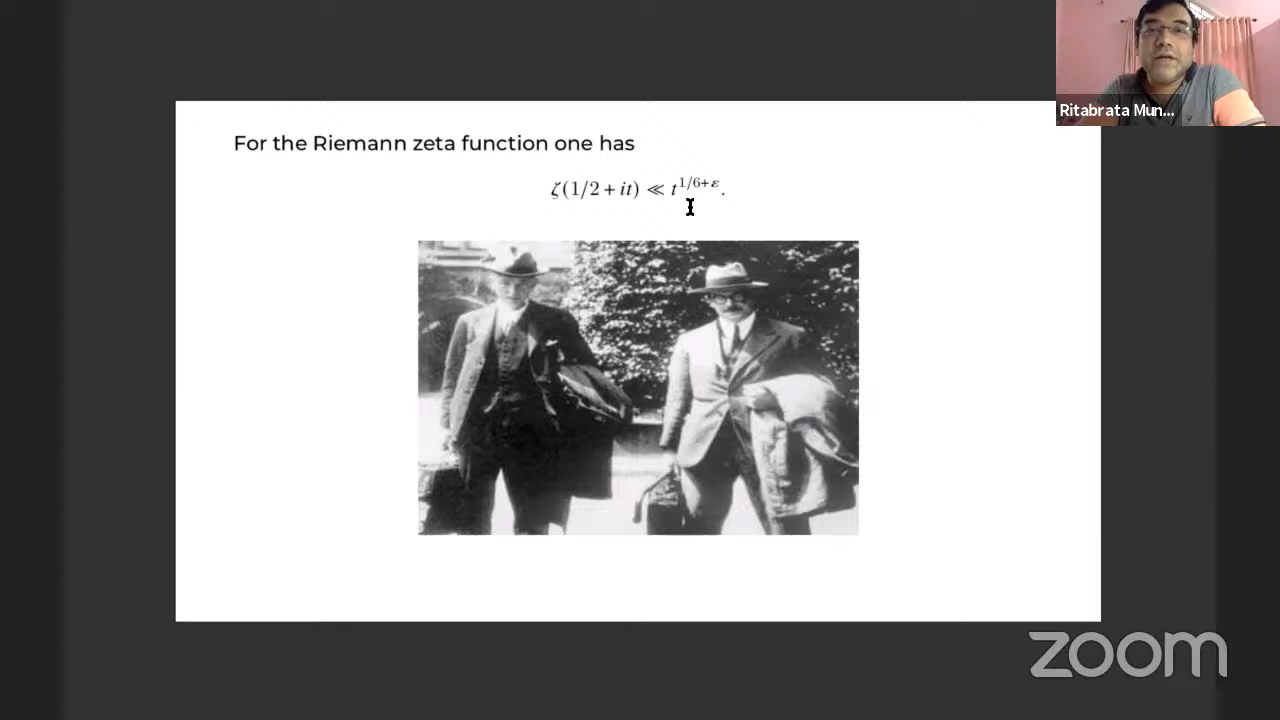 Ritabrata Mun...
For the Riemann zeta function one has
ζ(1/2 + it) ≪ t^{1/6+ε}.
zoom